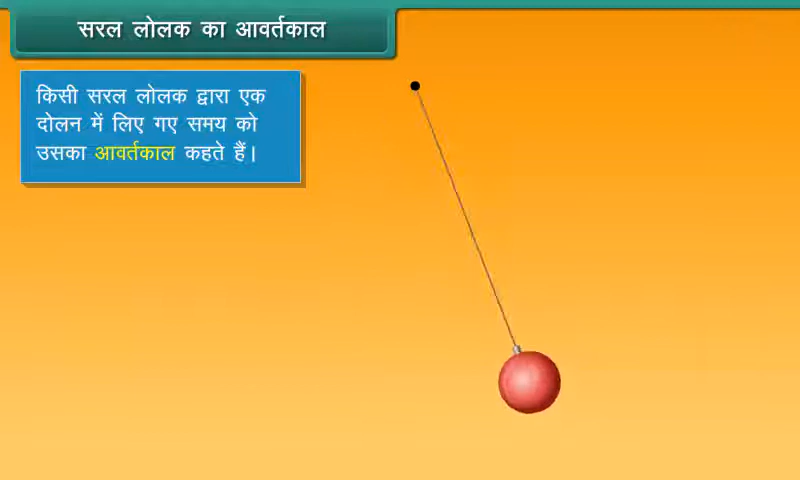 सरल लोलक का आवर्तकाल
किसी सरल लोलक द्वारा एक
दोलन में लिए गए समय को
उसका आवर्तकाल कहते हैं।